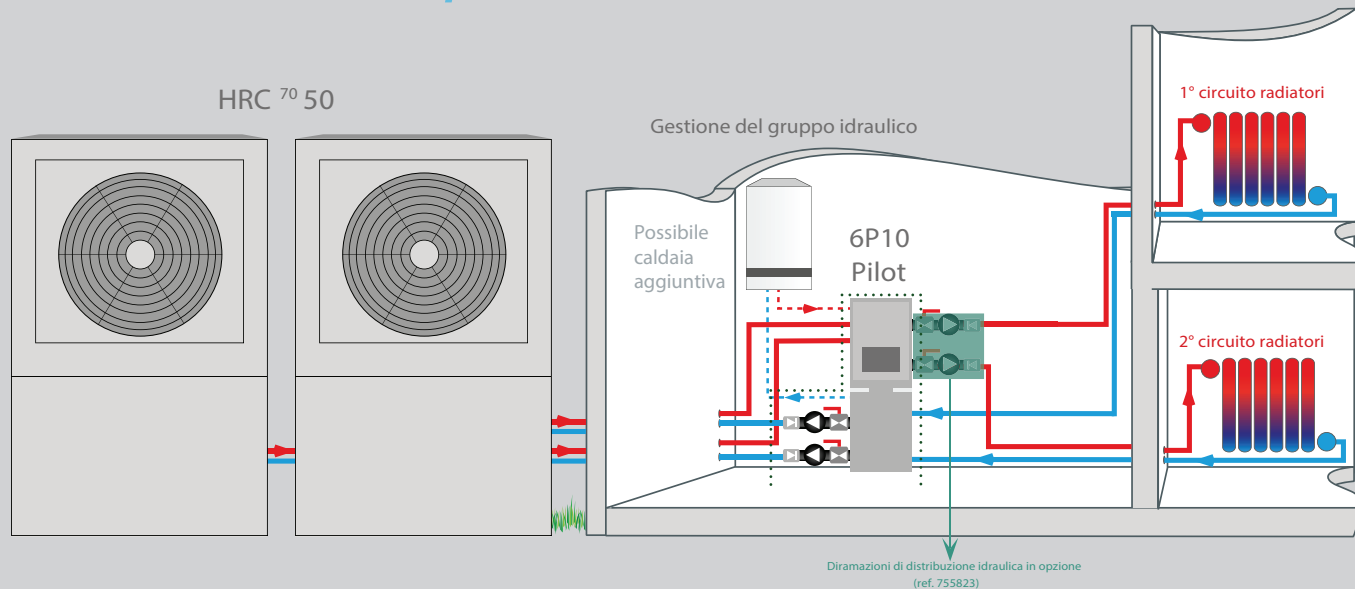 HRC 70 50
Gestione del gruppo idraulico
1° circuito radiatori
Possibile
caldaia
aggiuntiva
6P10
Pilot
2° circuito radiatori
Diramazioni di distribuzione idraulica in opzione
(ref. 755823)